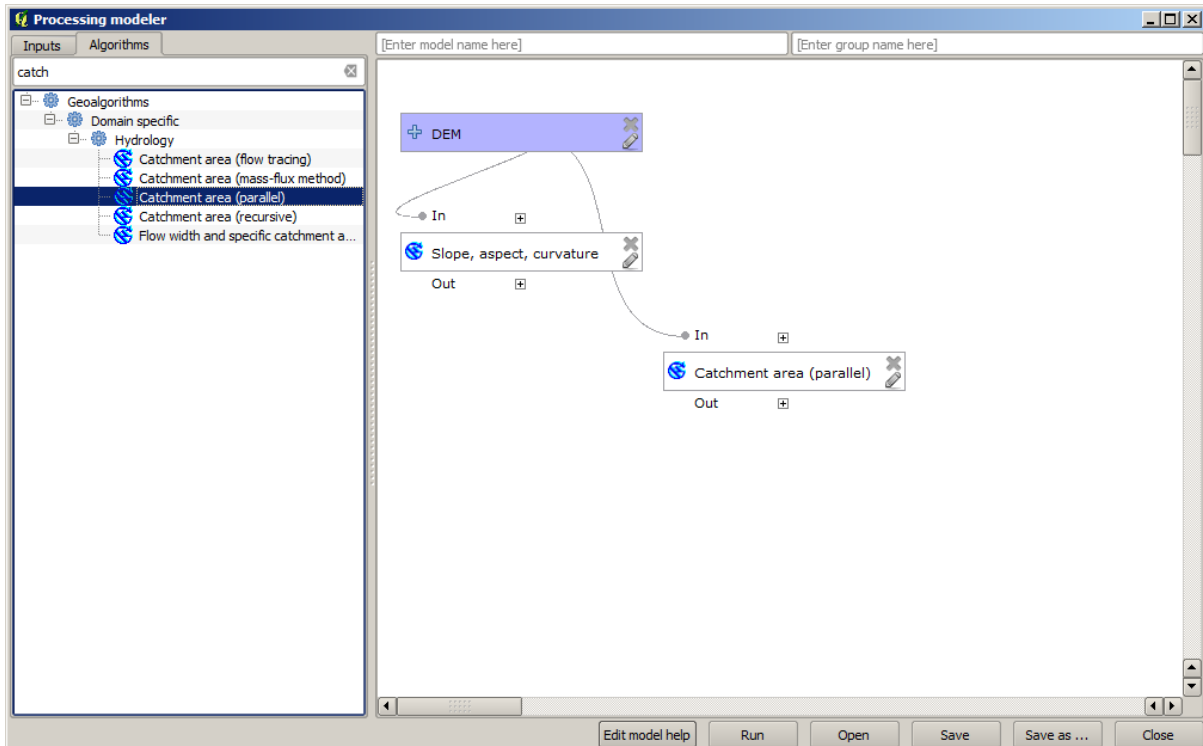 Processing modeler
Inputs Algorithms [Enter model name here] [Enter group name here]
catch
Geoalgorithms
Domain specific
Hydrology
Catchment area (flow tracing)
Catchment area (mass-flux method)
Catchment area (parallel)
Catchment area (recursive)
Flow width and specific catchment a...
DEM
In
Slope, aspect, curvature
Out
In
Catchment area (parallel)
Out
Edit model help Run Open Save Save as ... Close